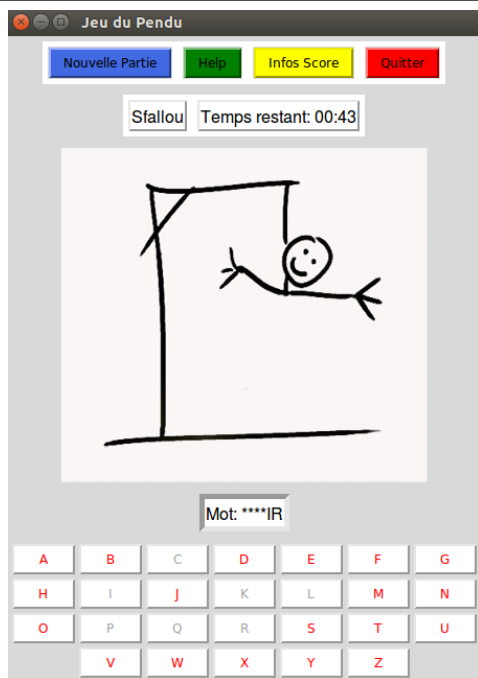 Jeu du Pendu
Nouvelle Partie Help Infos Score Quitter
Sfallou Temps restant: 00:43
Mot: ****IR
A B C D E F G
H I J K L M N
O P Q R S T U
V W X Y Z